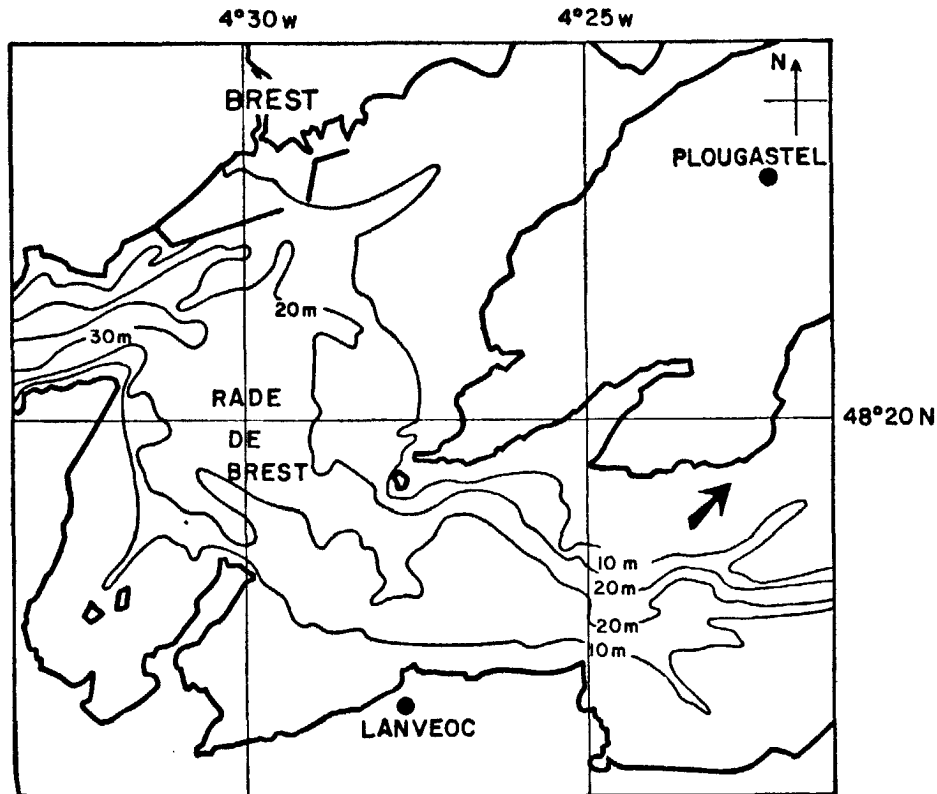 4°30 W
4°25 W
BREST
N
PLOUGASTEL
20m
30m
RADE
DE
BREST
48°20 N
10 m
20m
20m
10m
LANVEOC